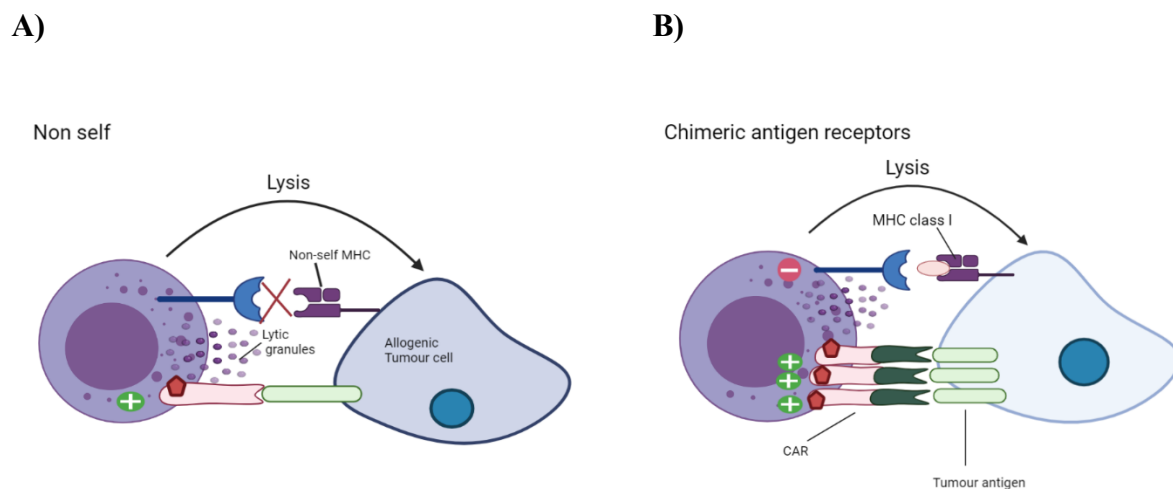 A)
B)
Non self
Chimeric antigen receptors
Lysis
Lysis
Non-self MHC
MHC class I
Lytic
granules
Allogenic
Tumour cell
CAR
Tumour antigen